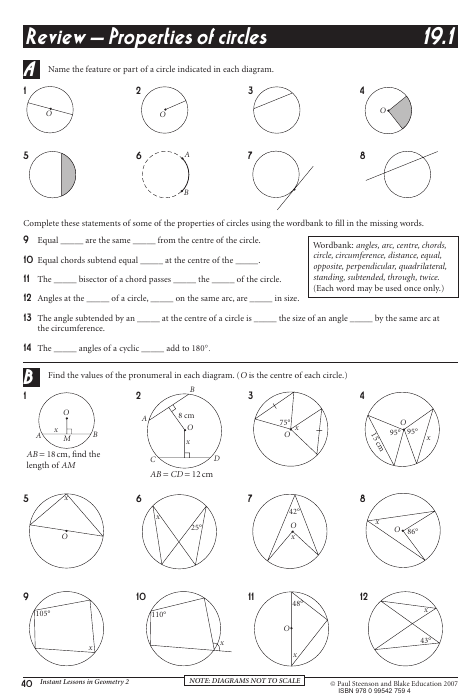 Review — Properties of circles 19.1
A Name the feature or part of a circle indicated in each diagram.
1 O
2 O
3
4 O
5
6 A B
7
8
Complete these statements of some of the properties of circles using the wordbank to fill in the missing words.
9 Equal _____ are the same _____ from the centre of the circle.
10 Equal chords subtend equal _____ at the centre of the _____.
11 The _____ bisector of a chord passes _____ the _____ of the circle.
12 Angles at the _____ of a circle, _____ on the same arc, are _____ in size.
13 The angle subtended by an _____ at the centre of a circle is _____ the size of an angle _____ by the same arc at
the circumference.
14 The _____ angles of a cyclic _____ add to 180°.
Wordbank: angles, arc, centre, chords,
circle, circumference, distance, equal,
opposite, perpendicular, quadrilateral,
standing, subtended, through, twice.
(Each word may be used once only.)
B Find the values of the pronumeral in each diagram. (O is the centre of each circle.)
1 O x A M B
AB = 18 cm, find the
length of AM
2 B A 8 cm O x C D
AB = CD = 12 cm
3 75° x O
4 O 95° 95° 15 cm x
5 x O
6 x 25°
7 42° O x
8 x O 86°
9 105° x
10 110° x
11 48° O x
12 x 43°
40 Instant Lessons in Geometry 2
NOTE: DIAGRAMS NOT TO SCALE
© Paul Steenson and Blake Education 2007
ISBN 978 0 99542 759 4